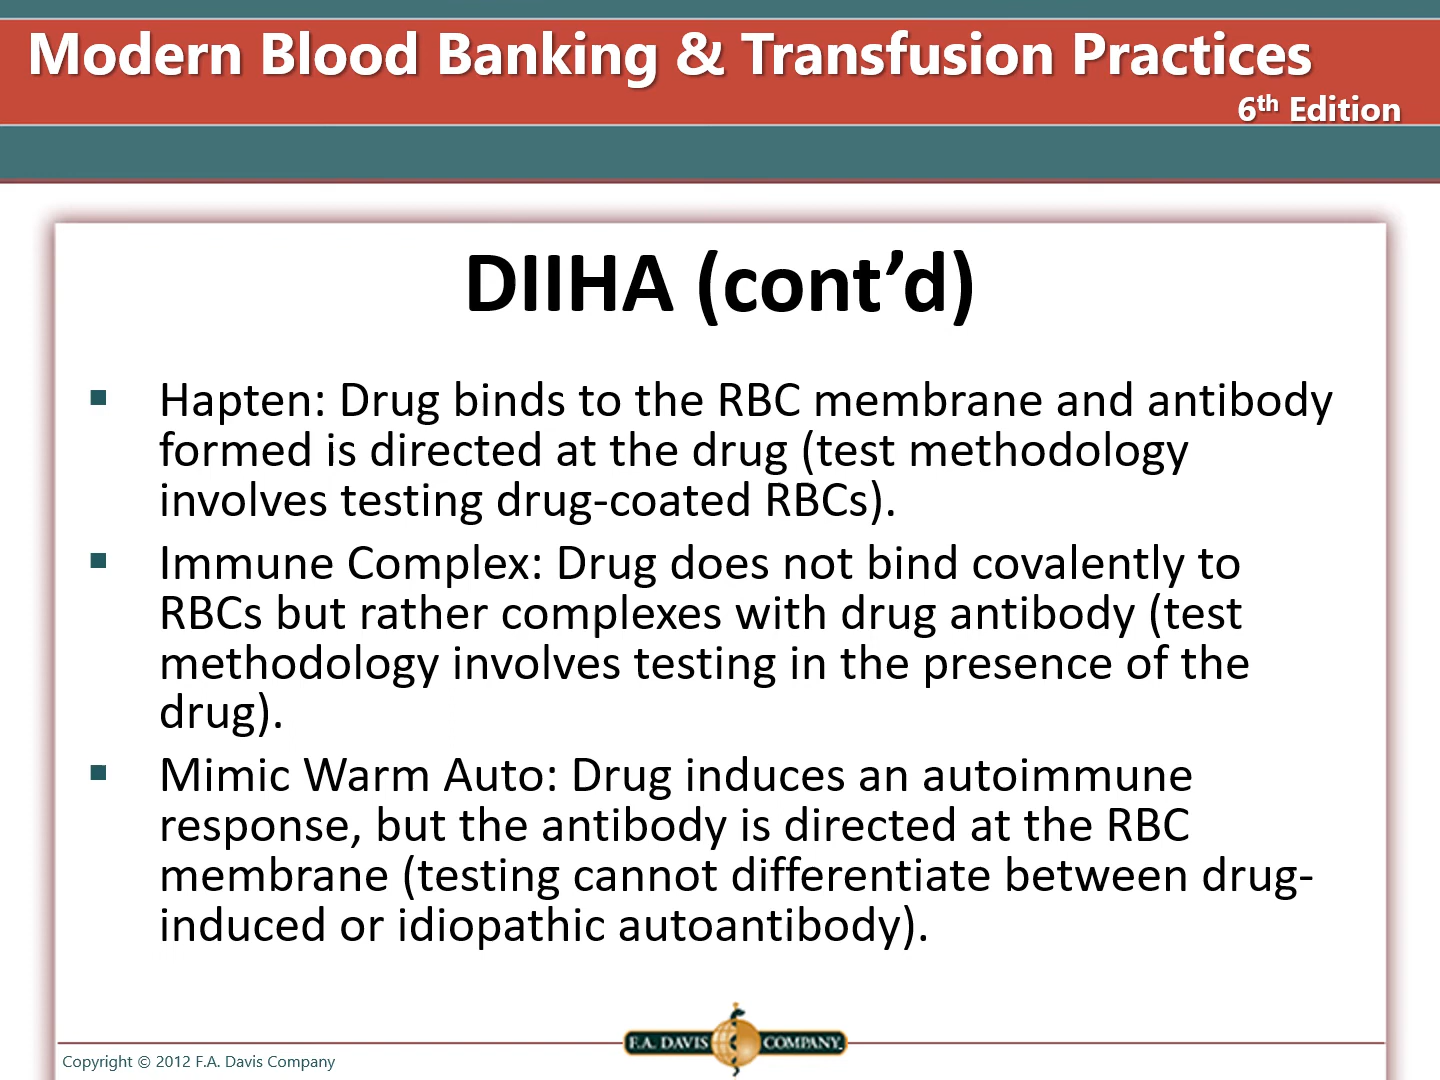 Modern Blood Banking & Transfusion Practices
6th Edition
DIIHA (cont’d)
▪ Hapten: Drug binds to the RBC membrane and antibody
formed is directed at the drug (test methodology
involves testing drug-coated RBCs).
▪ Immune Complex: Drug does not bind covalently to
RBCs but rather complexes with drug antibody (test
methodology involves testing in the presence of the
drug).
▪ Mimic Warm Auto: Drug induces an autoimmune
response, but the antibody is directed at the RBC
membrane (testing cannot differentiate between drug-
induced or idiopathic autoantibody).
F.A. DAVIS COMPANY
Copyright © 2012 F.A. Davis Company